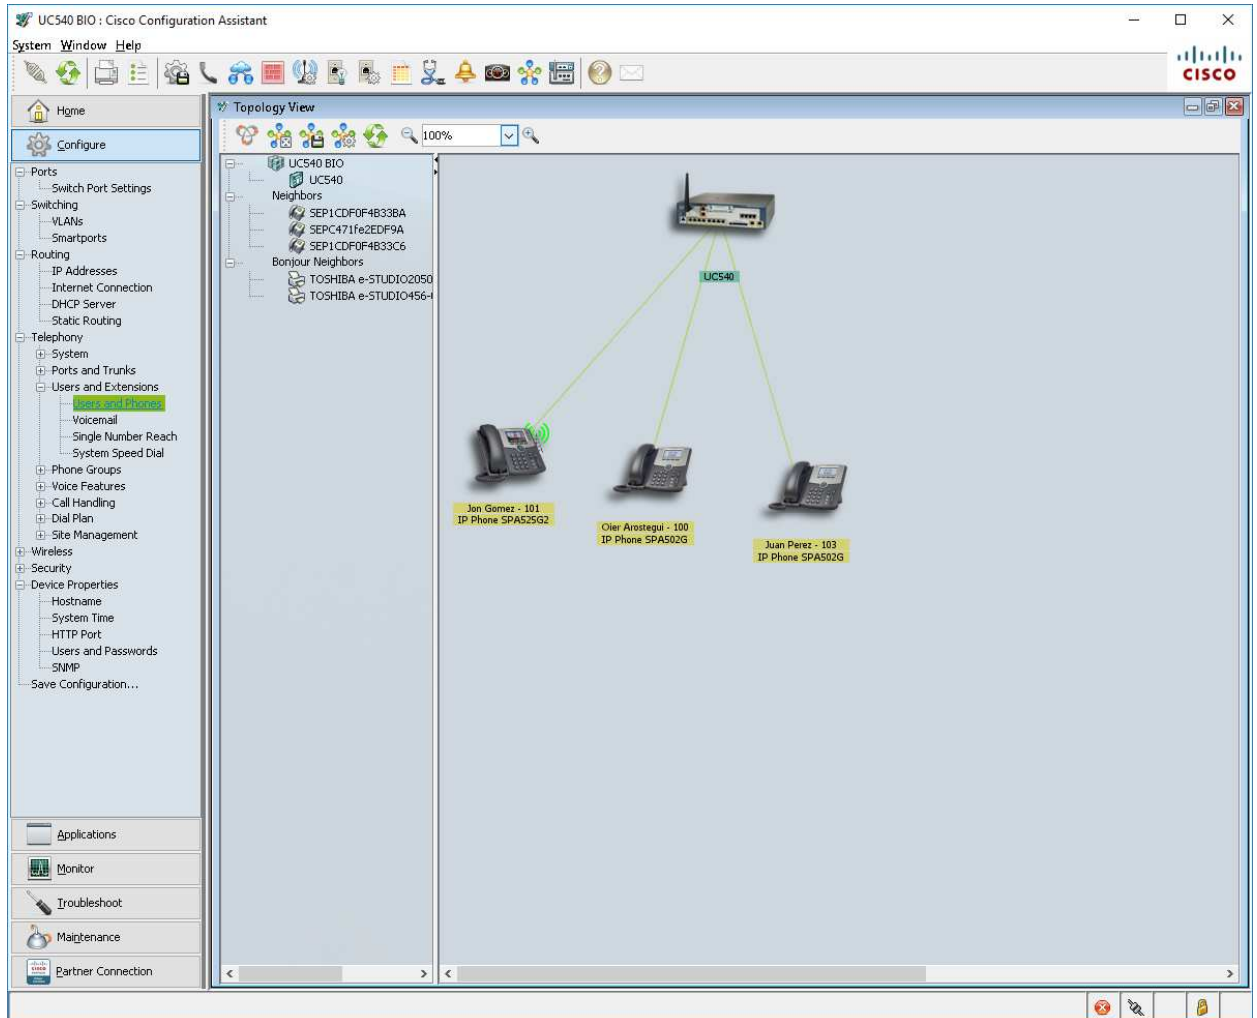 UC540 BIO : Cisco Configuration Assistant
System Window Help
CISCO
Home
Configure
Ports
Switch Port Settings
Switching
VLANs
Smartports
Routing
IP Addresses
Internet Connection
DHCP Server
Static Routing
Telephony
System
Ports and Trunks
Users and Extensions
Users and Phones
Voicemail
Single Number Reach
System Speed Dial
Phone Groups
Voice Features
Call Handling
Dial Plan
Site Management
Wireless
Security
Device Properties
Hostname
System Time
HTTP Port
Users and Passwords
SNMP
Save Configuration...
Applications
Monitor
Troubleshoot
Maintenance
Partner Connection
Topology View
100%
UC540 BIO
UC540
Neighbors
SEP1CDF0F4B33BA
SEPC471fe2EDF9A
SEP1CDF0F4B33C6
Bonjour Neighbors
TOSHIBA e-STUDIO2050
TOSHIBA e-STUDIO456-
UC540
Jon Gomez - 101
IP Phone SPA525G2
Oier Arostegui - 100
IP Phone SPA502G
Juan Perez - 103
IP Phone SPA502G